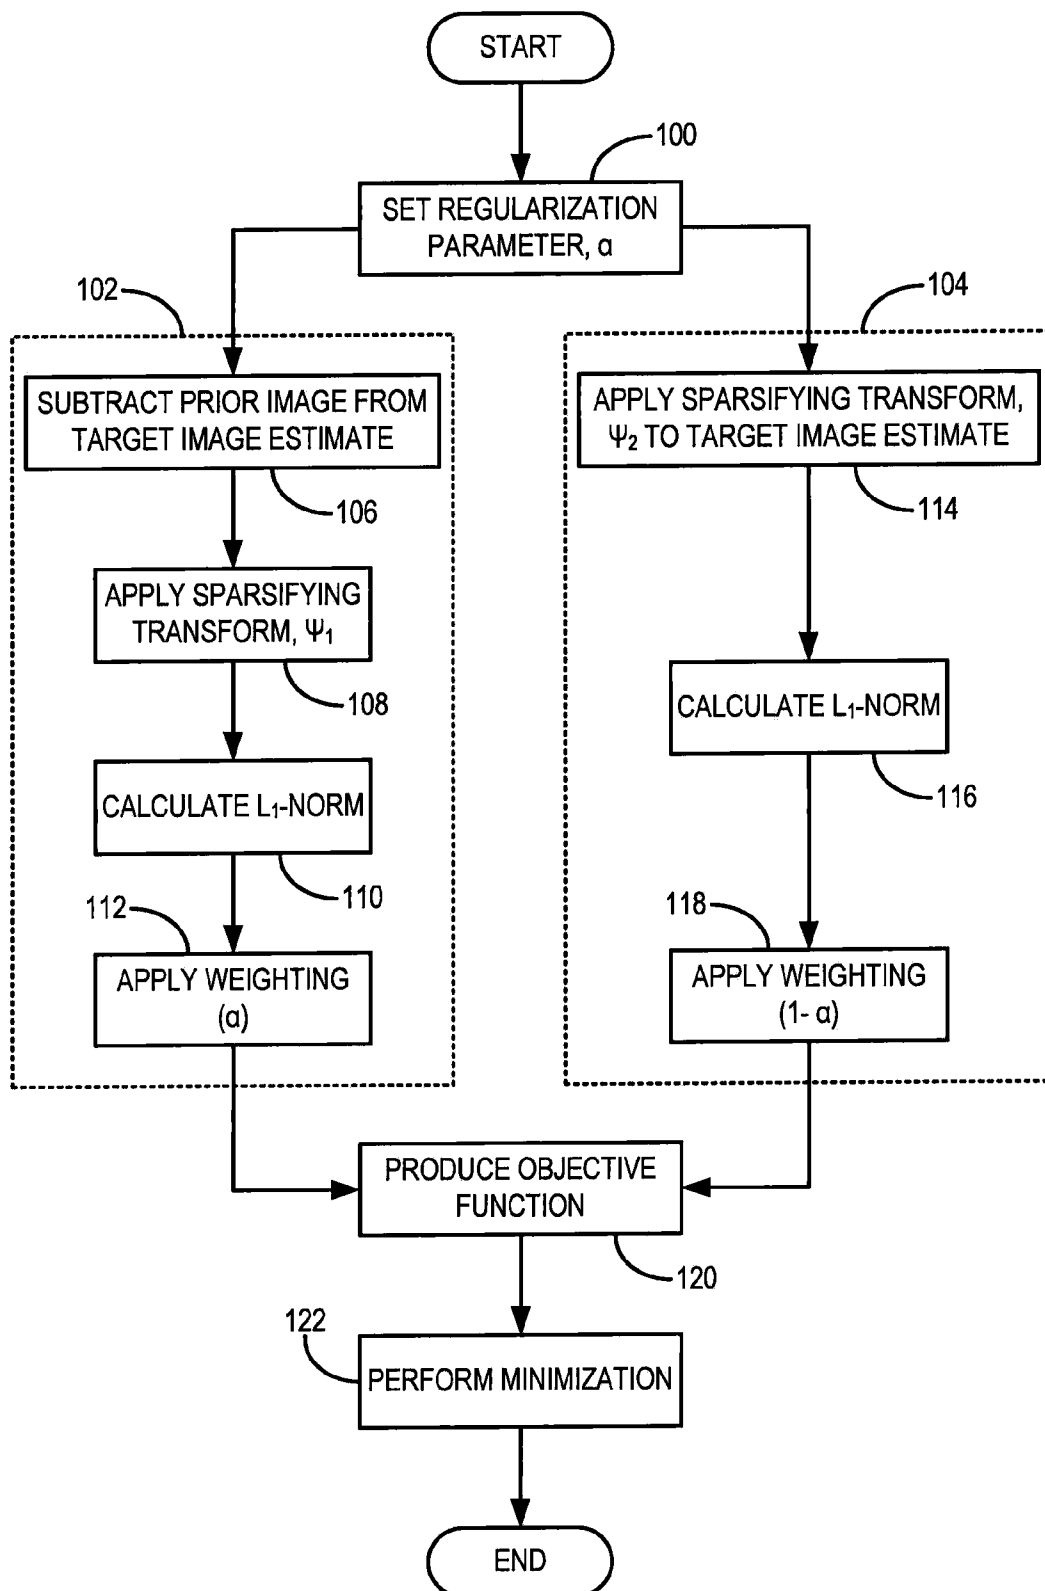 START
100
SET REGULARIZATION
PARAMETER, α
102
104
SUBTRACT PRIOR IMAGE FROM
TARGET IMAGE ESTIMATE
106
APPLY SPARSIFYING
TRANSFORM, Ψ₁
108
CALCULATE L₁-NORM
110
112
APPLY WEIGHTING
(α)
APPLY SPARSIFYING TRANSFORM,
Ψ₂ TO TARGET IMAGE ESTIMATE
114
CALCULATE L₁-NORM
116
118
APPLY WEIGHTING
(1- α)
PRODUCE OBJECTIVE
FUNCTION
120
122
PERFORM MINIMIZATION
END